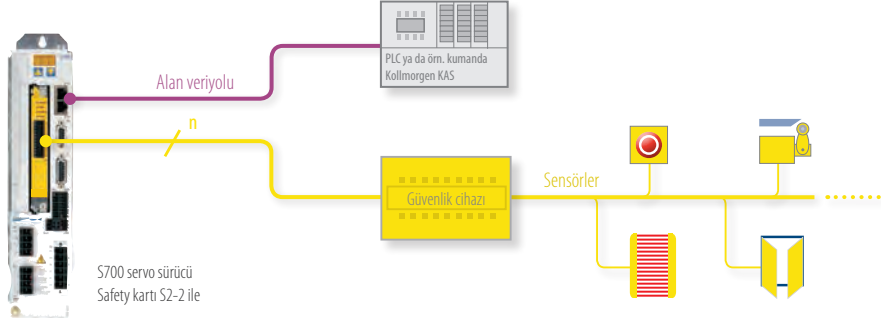 PLC ya da örn. kumanda
Kollmorgen KAS
Alan veriyolu
n
Sensörler
Güvenlik cihazı
S700 servo sürücü
Safety kartı S2-2 ile